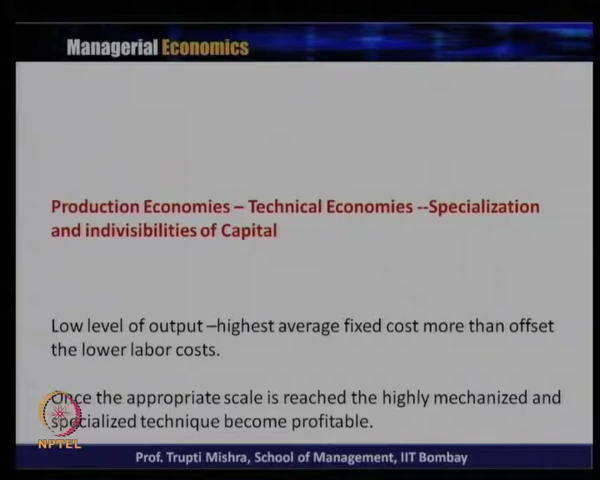 Managerial Economics
Production Economies – Technical Economies --Specialization
and indivisibilities of Capital
Low level of output –highest average fixed cost more than offset
the lower labor costs.
Once the appropriate scale is reached the highly mechanized and
specialized technique become profitable.
NPTEL
Prof. Trupti Mishra, School of Management, IIT Bombay